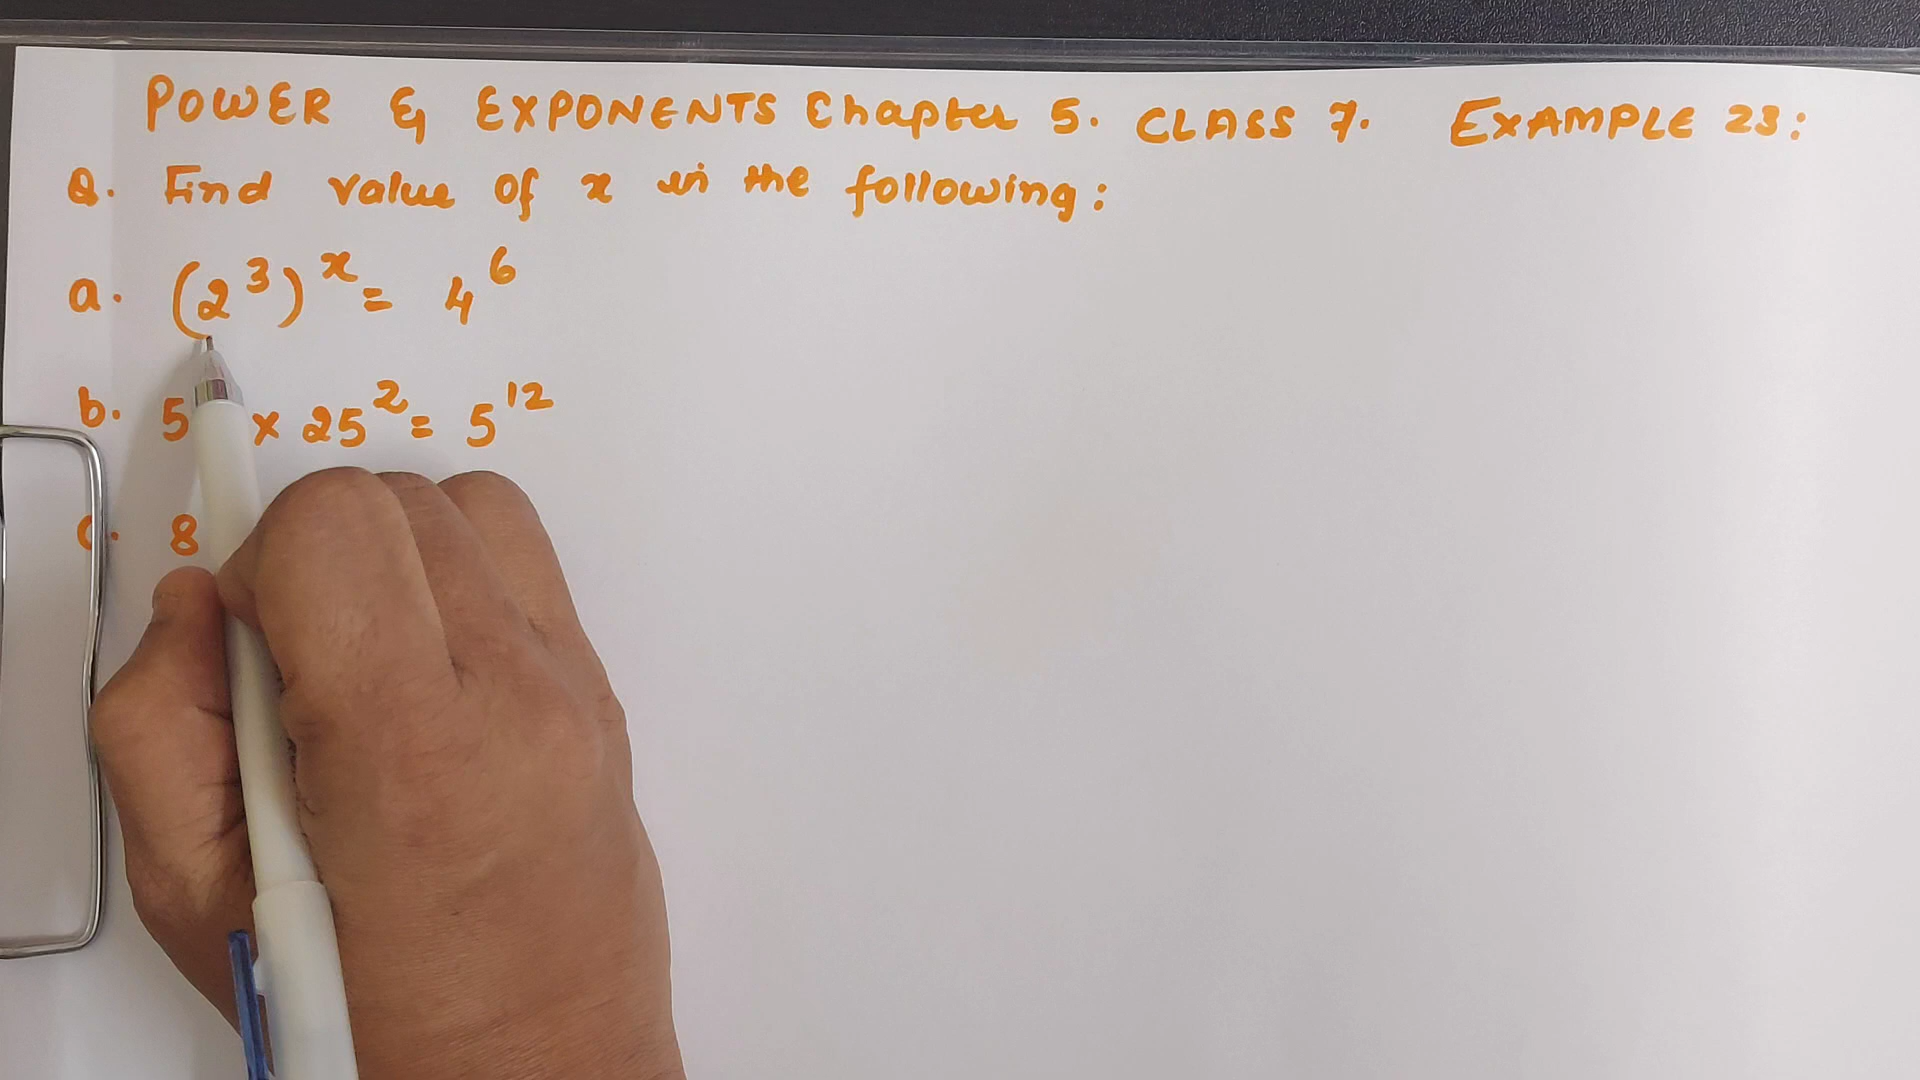 POWER & EXPONENTS Chapter 5. CLASS 7. EXAMPLE 23:
Q. Find value of x in the following:
a. (2³)ˣ = 4⁶
b. 5 × 25² = 5¹²
c. 8